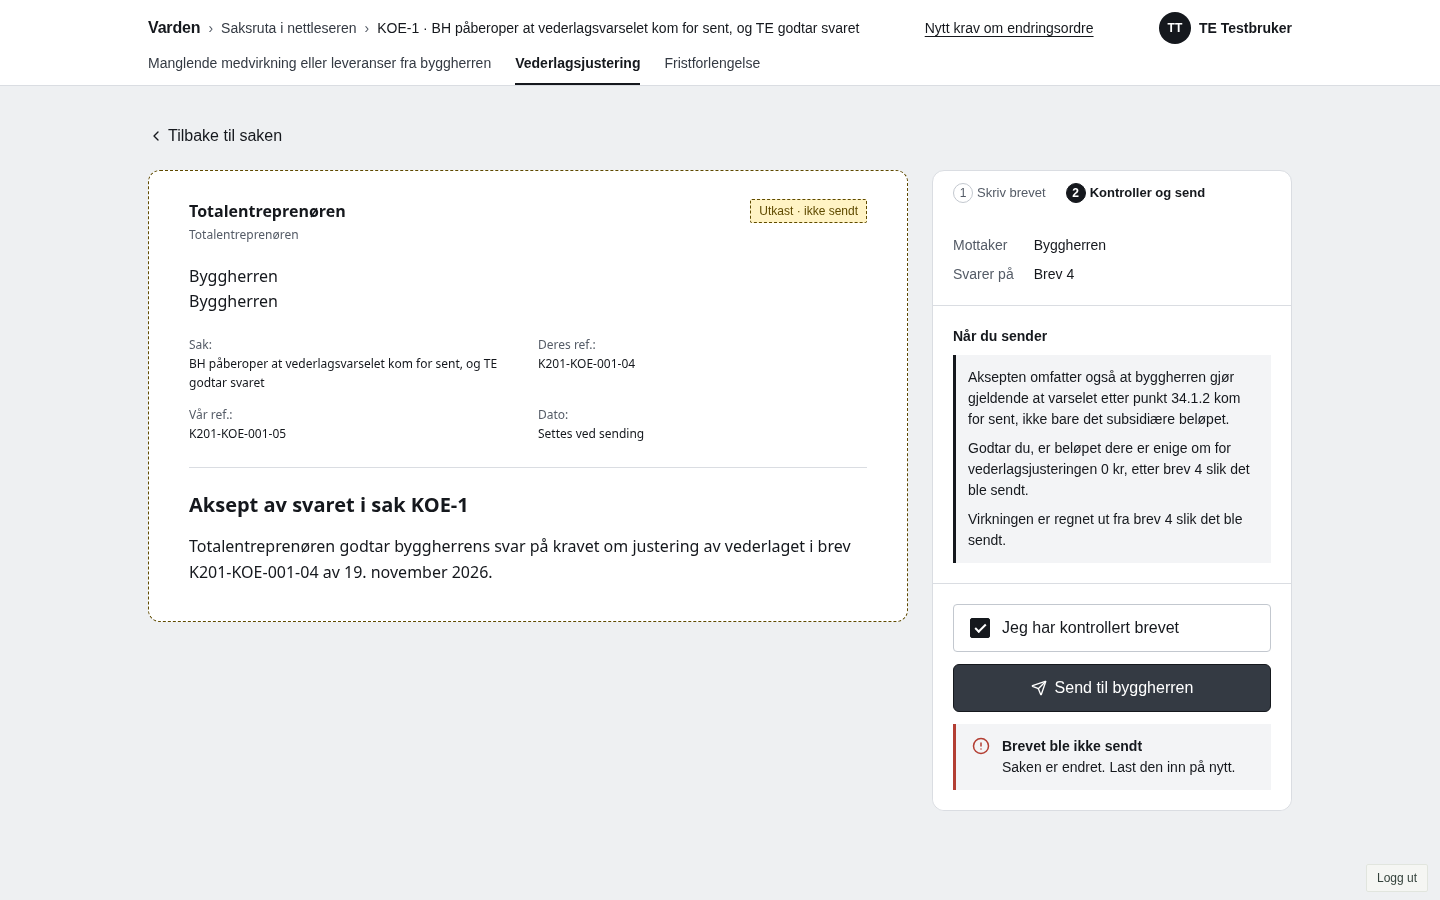 Varden › Saksruta i nettleseren › KOE-1 · BH påberoper at vederlagsvarselet kom for sent, og TE godtar svaret
Nytt krav om endringsordre
TT TE Testbruker
Manglende medvirkning eller leveranser fra byggherren
Vederlagsjustering
Fristforlengelse
Tilbake til saken
Totalentreprenøren
Utkast · ikke sendt
Totalentreprenøren
Byggherren
Byggherren
Sak:
BH påberoper at vederlagsvarselet kom for sent, og TE
godtar svaret
Deres ref.:
K201-KOE-001-04
Vår ref.:
K201-KOE-001-05
Dato:
Settes ved sending
Aksept av svaret i sak KOE-1
Totalentreprenøren godtar byggherrens svar på kravet om justering av vederlaget i brev
K201-KOE-001-04 av 19. november 2026.
1 Skriv brevet
2 Kontroller og send
Mottaker Byggherren
Svarer på Brev 4
Når du sender
Aksepten omfatter også at byggherren gjør
gjeldende at varselet etter punkt 34.1.2 kom
for sent, ikke bare det subsidiære beløpet.
Godtar du, er beløpet dere er enige om for
vederlagsjusteringen 0 kr, etter brev 4 slik det
ble sendt.
Virkningen er regnet ut fra brev 4 slik det ble
sendt.
Jeg har kontrollert brevet
Send til byggherren
Brevet ble ikke sendt
Saken er endret. Last den inn på nytt.
Logg ut